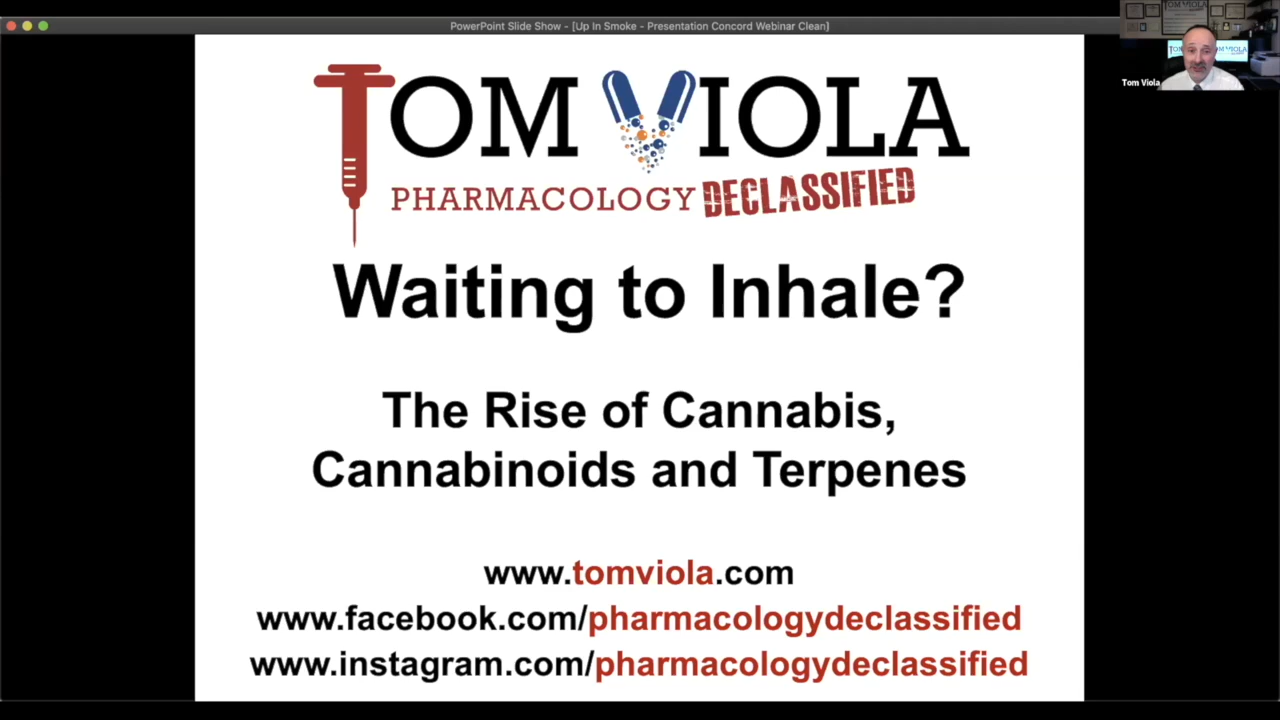 PowerPoint Slide Show - [Up In Smoke - Presentation Concord Webinar Clean]
TOM VIOLA
PHARMACOLOGY DECLASSIFIED
Waiting to Inhale?
The Rise of Cannabis,
Cannabinoids and Terpenes
www.tomviola.com
www.facebook.com/pharmacologydeclassified
www.instagram.com/pharmacologydeclassified
Tom Viola